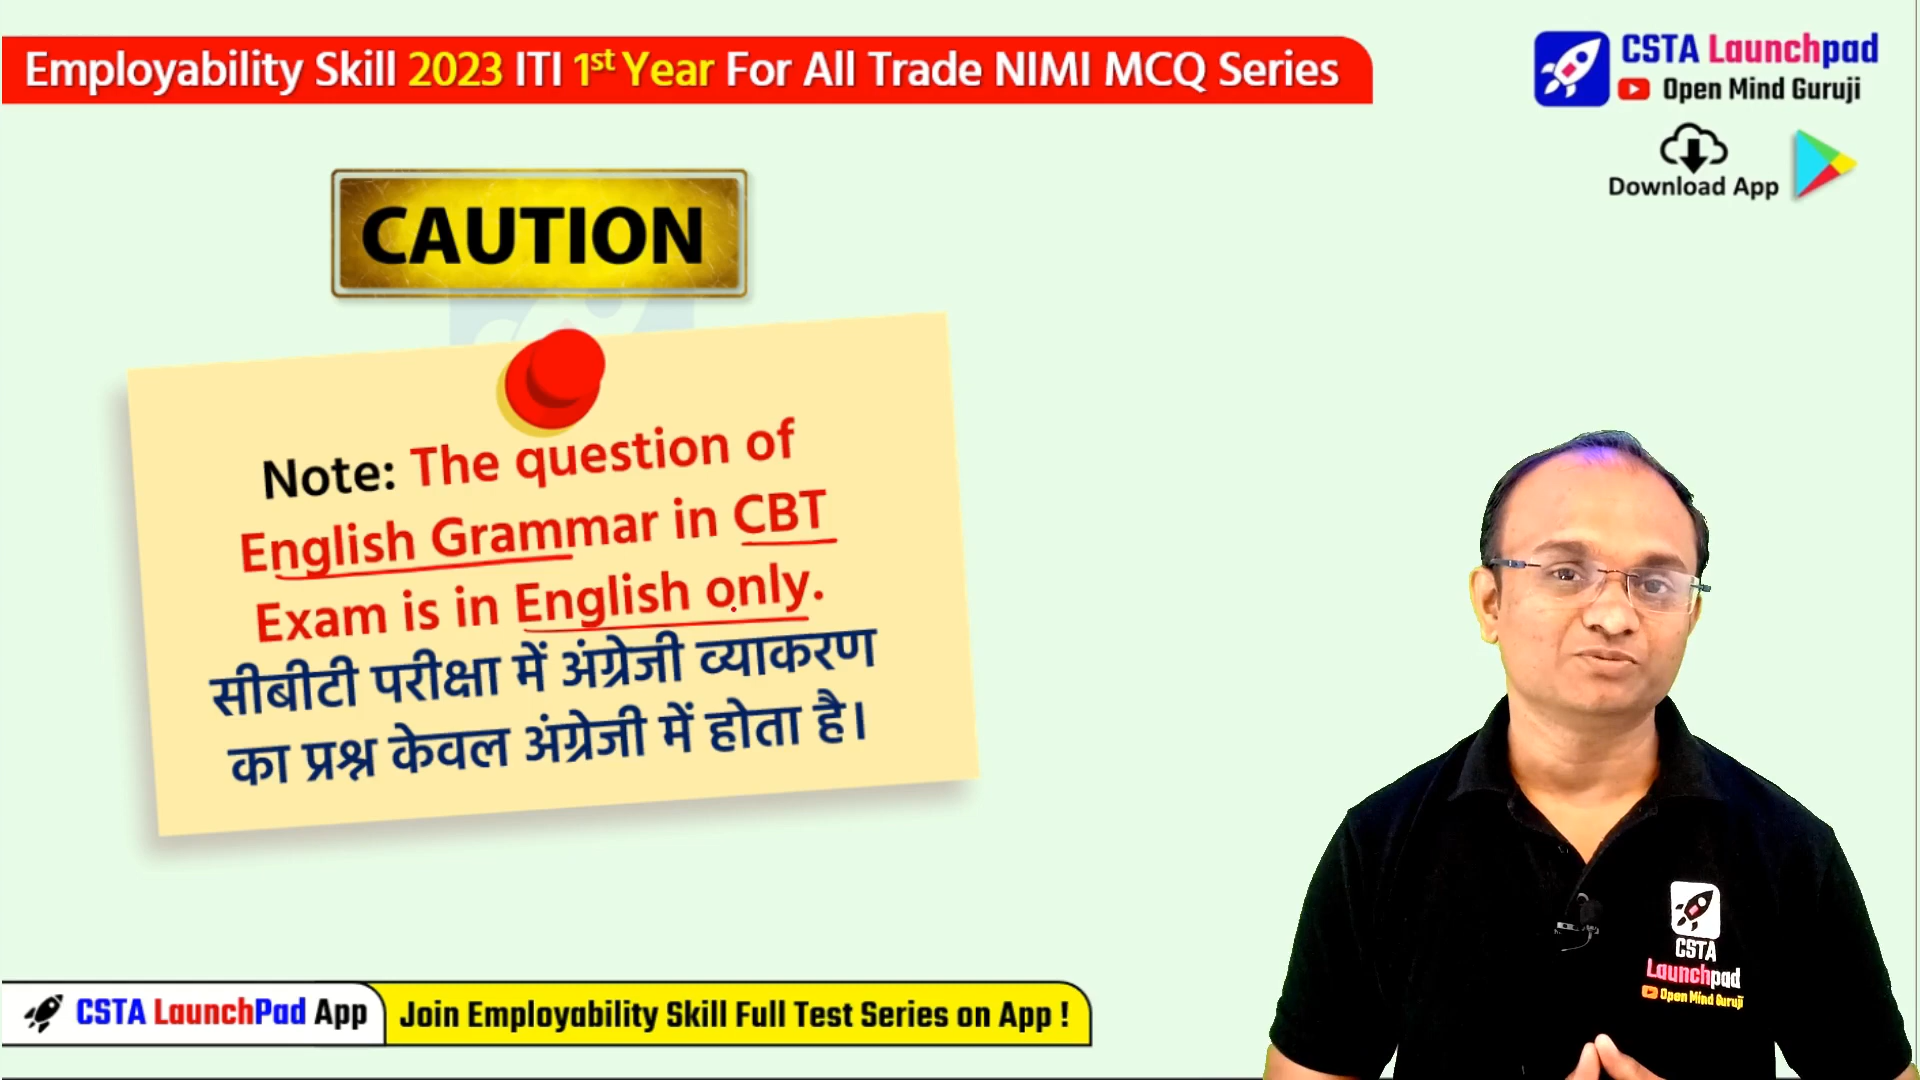 Employability Skill 2023 ITI 1st Year For All Trade NIMI MCQ Series
CSTA Launchpad
Open Mind Guruji
Download App
CAUTION
Note: The question of
English Grammar in CBT
Exam is in English only.
सीबीटी परीक्षा में अंग्रेजी व्याकरण
का प्रश्न केवल अंग्रेजी में होता है।
CSTA
Launchpad
Open Mind Guruji
CSTA LaunchPad App
Join Employability Skill Full Test Series on App !